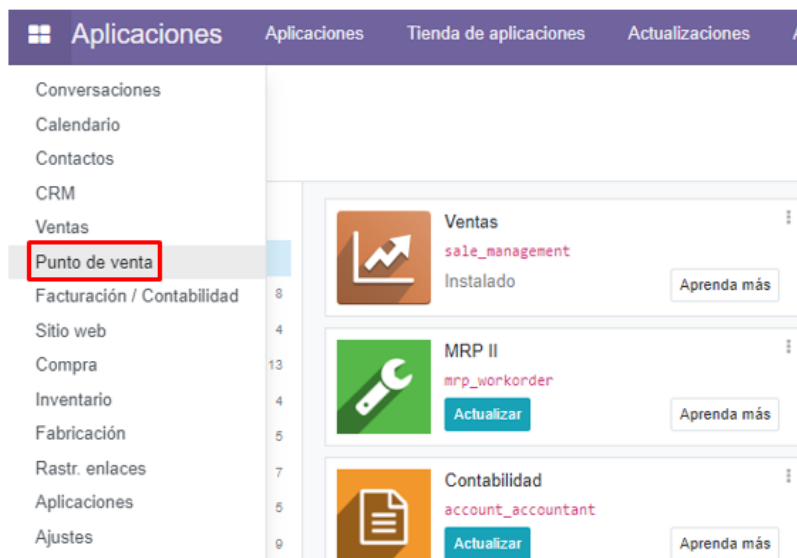 Aplicaciones Aplicaciones Tienda de aplicaciones Actualizaciones
Conversaciones
Calendario
Contactos
CRM
Ventas
Punto de venta
Facturación / Contabilidad 8
Sitio web 4
Compra 13
Inventario 4
Fabricación 5
Rastr. enlaces 7
Aplicaciones 5
Ajustes 9
Ventas
sale_management
Instalado
Aprenda más
MRP II
mrp_workorder
Actualizar
Aprenda más
Contabilidad
account_accountant
Actualizar
Aprenda más